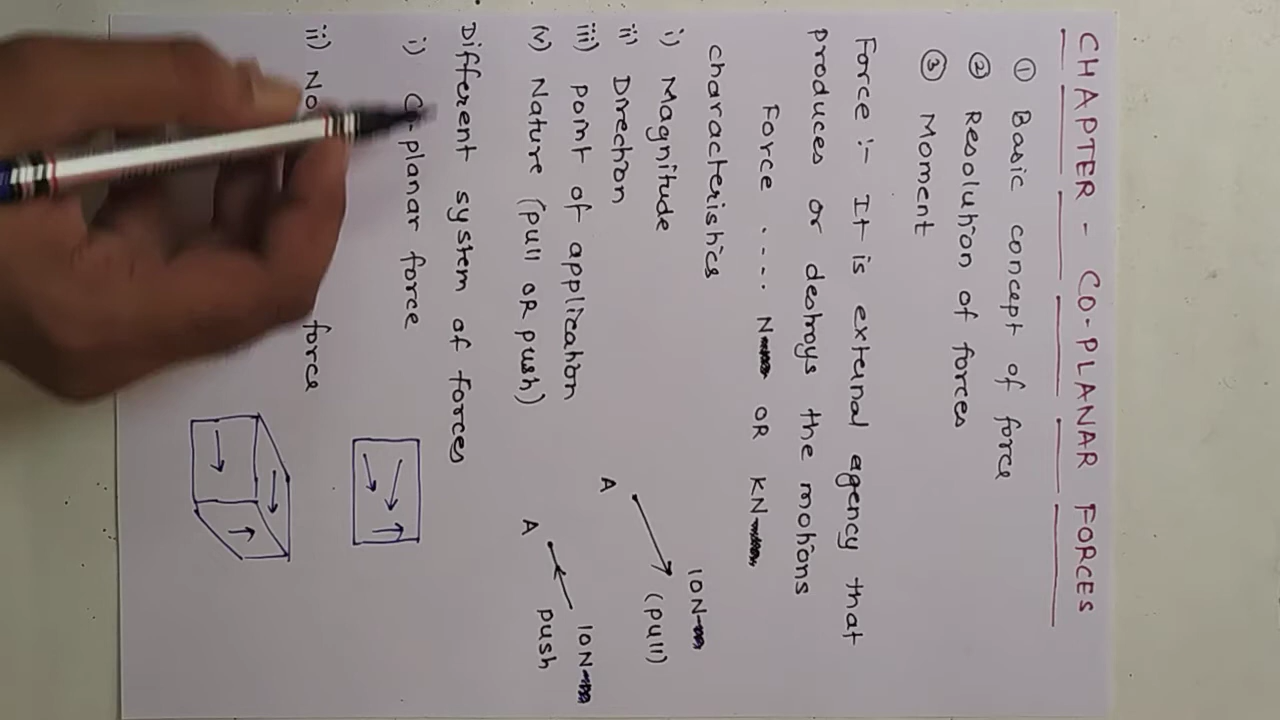 CHAPTER - CO-PLANAR FORCES
① Basic concept of force
② Resolution of forces
③ Moment
Force :- It is external agency that
produces or destroys the motions
Force .... N OR KN
characteristics
i) Magnitude
ii) Direction
iii) point of application
(v) Nature (pull OR push)
10N
(pull)
A
10N
push
A
Different system of forces
i) Co-planar force
ii) force